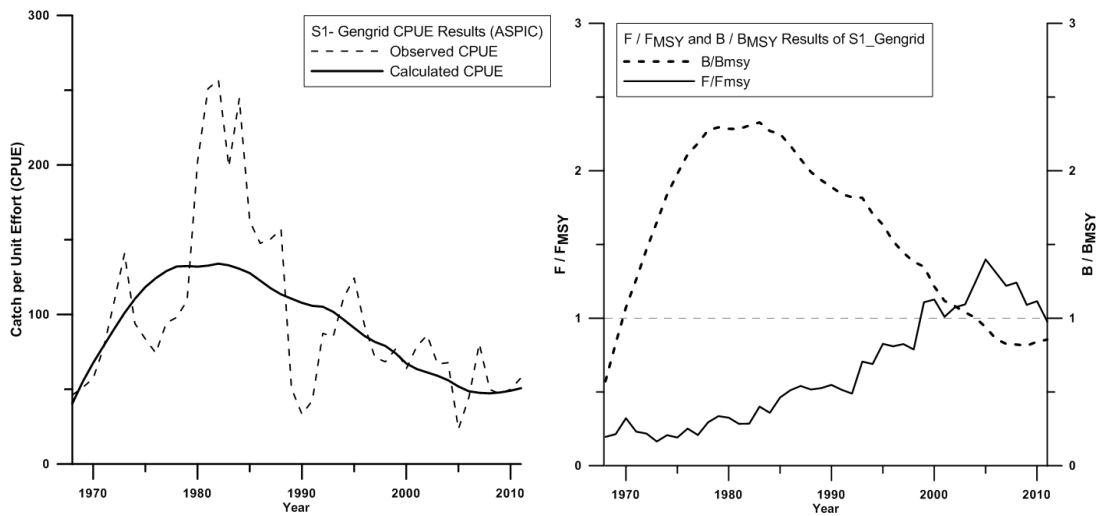 300
200
100
0
Catch per Unit Effort (CPUE)
S1- Gengrid CPUE Results (ASPIC)
Observed CPUE
Calculated CPUE
1970 1980 1990 2000 2010
Year
3
2
1
0
F / FMSY
F / FMSY and B / BMSY Results of S1_Gengrid
B/Bmsy
F/Fmsy
3
2
1
0
B / BMSY
1970 1980 1990 2000 2010
Year